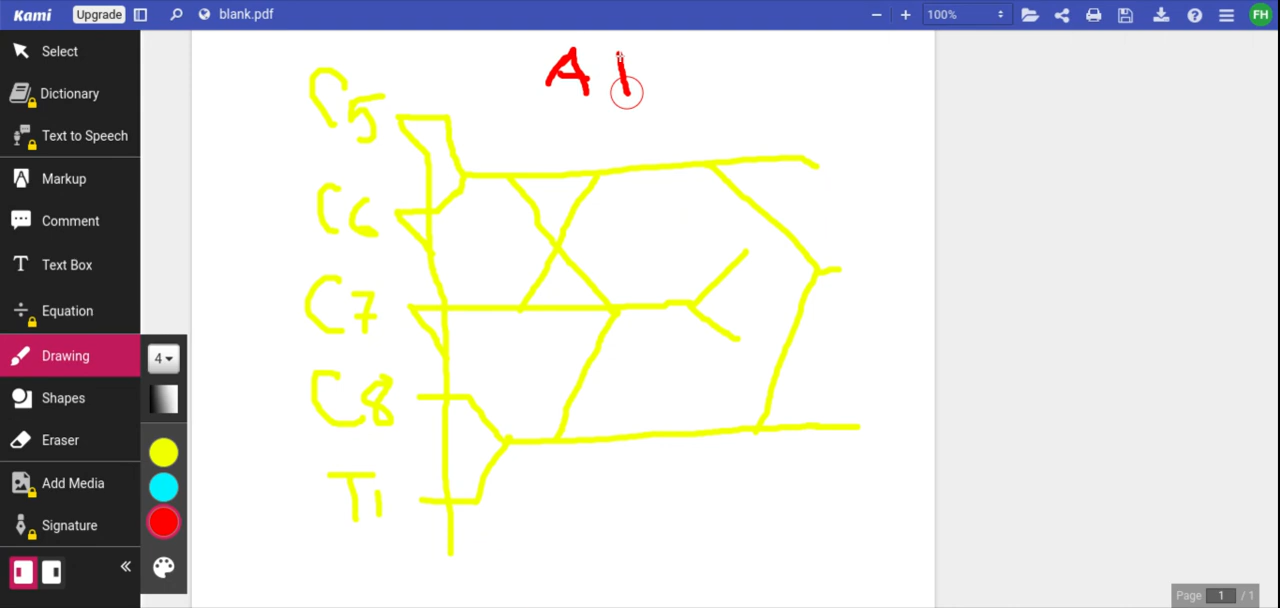 Kami Upgrade blank.pdf 100% FH
Select
Dictionary
Text to Speech
Markup
Comment
Text Box
Equation
Drawing
Shapes
Eraser
Add Media
Signature
4
A
C5
C6
C7
C8
T1
Page 1 / 1